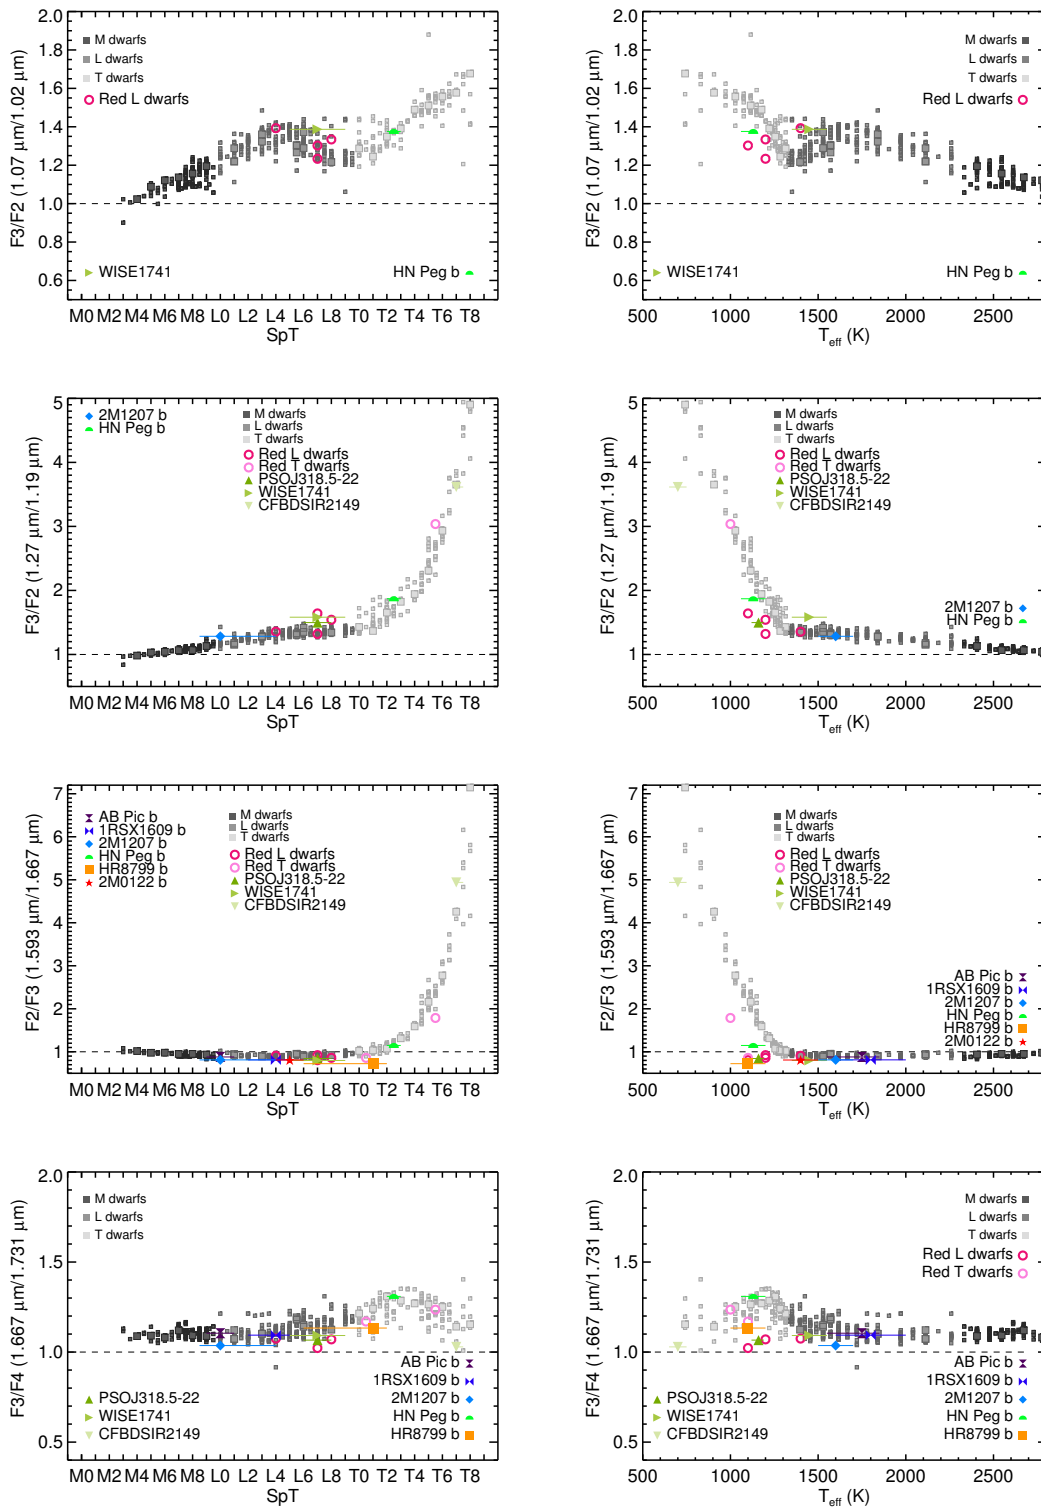 2.0
1.8
1.6
1.4
1.2
1.0
0.8
0.6
F3/F2 (1.07 μm/1.02 μm)
M dwarfs
L dwarfs
T dwarfs
Red L dwarfs
WISE1741
HN Peg b
M0 M2 M4 M6 M8 L0 L2 L4 L6 L8 T0 T2 T4 T6 T8
SpT
2.0
1.8
1.6
1.4
1.2
1.0
0.8
0.6
F3/F2 (1.07 μm/1.02 μm)
M dwarfs
L dwarfs
T dwarfs
Red L dwarfs
WISE1741
HN Peg b
500 1000 1500 2000 2500
Teff (K)
5
4
3
2
1
F3/F2 (1.27 μm/1.19 μm)
2M1207 b
HN Peg b
M dwarfs
L dwarfs
T dwarfs
Red L dwarfs
Red T dwarfs
PSOJ318.5-22
WISE1741
CFBDSIR2149
M0 M2 M4 M6 M8 L0 L2 L4 L6 L8 T0 T2 T4 T6 T8
SpT
5
4
3
2
1
F3/F2 (1.27 μm/1.19 μm)
M dwarfs
L dwarfs
T dwarfs
Red L dwarfs
Red T dwarfs
PSOJ318.5-22
WISE1741
CFBDSIR2149
2M1207 b
HN Peg b
500 1000 1500 2000 2500
Teff (K)
7
6
5
4
3
2
1
F2/F3 (1.593 μm/1.667 μm)
AB Pic b
1RSX1609 b
2M1207 b
HN Peg b
HR8799 b
2M0122 b
M dwarfs
L dwarfs
T dwarfs
Red L dwarfs
Red T dwarfs
PSOJ318.5-22
WISE1741
CFBDSIR2149
M0 M2 M4 M6 M8 L0 L2 L4 L6 L8 T0 T2 T4 T6 T8
SpT
7
6
5
4
3
2
1
F2/F3 (1.593 μm/1.667 μm)
M dwarfs
L dwarfs
T dwarfs
Red L dwarfs
Red T dwarfs
PSOJ318.5-22
WISE1741
CFBDSIR2149
AB Pic b
1RSX1609 b
2M1207 b
HN Peg b
HR8799 b
2M0122 b
500 1000 1500 2000 2500
Teff (K)
2.0
1.5
1.0
0.5
F3/F4 (1.667 μm/1.731 μm)
M dwarfs
L dwarfs
T dwarfs
PSOJ318.5-22
WISE1741
CFBDSIR2149
AB Pic b
1RSX1609 b
2M1207 b
HN Peg b
HR8799 b
M0 M2 M4 M6 M8 L0 L2 L4 L6 L8 T0 T2 T4 T6 T8
SpT
2.0
1.5
1.0
0.5
F3/F4 (1.667 μm/1.731 μm)
M dwarfs
L dwarfs
T dwarfs
Red L dwarfs
Red T dwarfs
PSOJ318.5-22
WISE1741
CFBDSIR2149
AB Pic b
1RSX1609 b
2M1207 b
HN Peg b
HR8799 b
500 1000 1500 2000 2500
Teff (K)